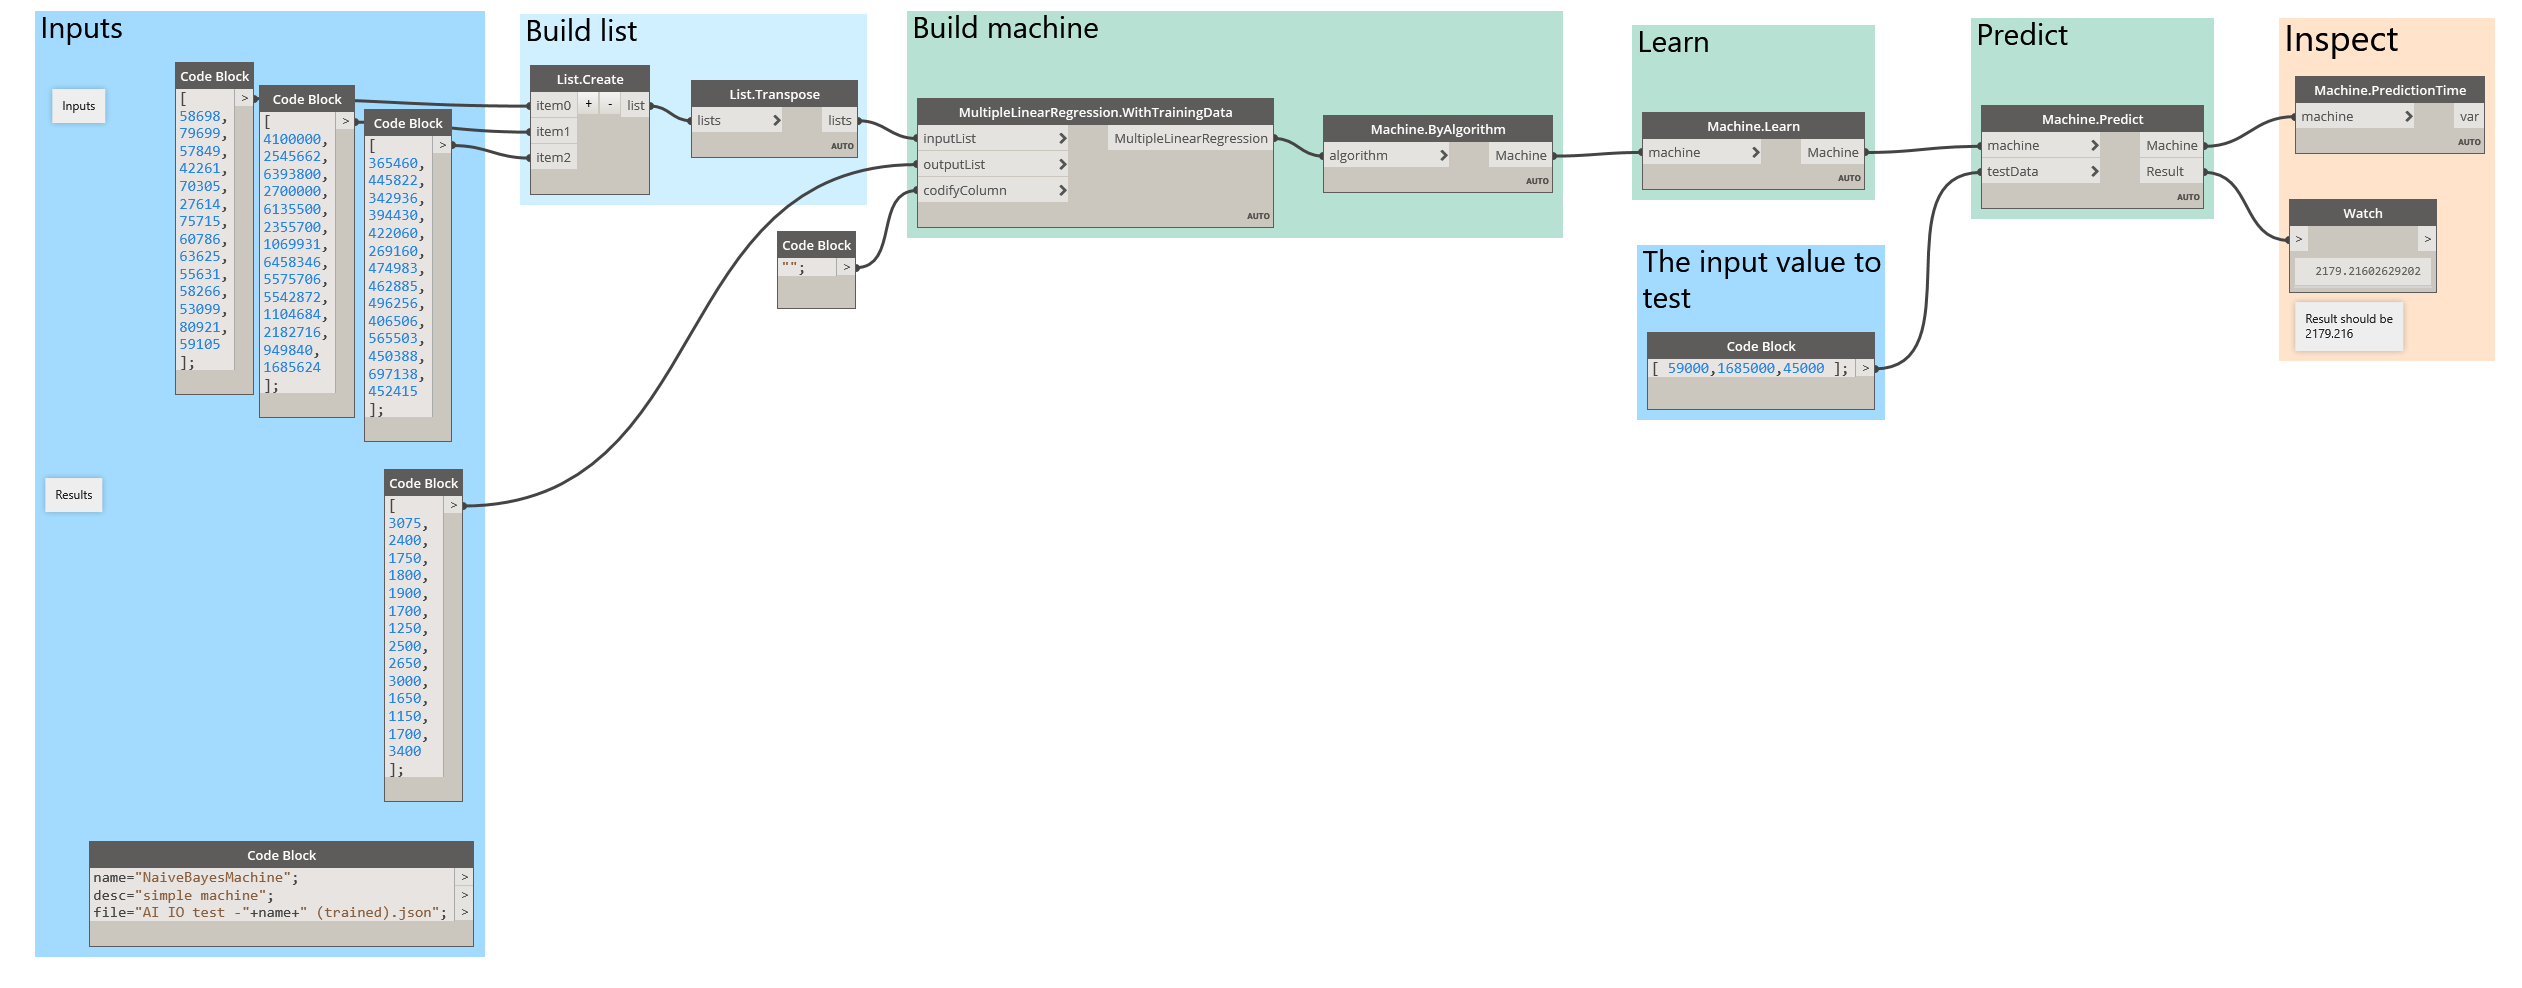 Inputs
Inputs
Code Block
[
>
58698,
79699,
57849,
42261,
70305,
27614,
75715,
60786,
63625,
55631,
58266,
53099,
80921,
59105
];
Code Block
[
>
4100000,
2545662,
6393800,
2700000,
6135500,
2355700,
1069931,
6458346,
5575706,
5542872,
1104684,
2182716,
949840,
1685624
];
Code Block
[
>
365460,
445822,
342936,
394430,
422060,
269160,
474983,
462885,
496256,
406506,
565503,
450388,
697138,
452415
];
Results
Code Block
[
>
3075,
2400,
1750,
1800,
1900,
1700,
1250,
2500,
2650,
3000,
1650,
1150,
1700,
3400
];
Code Block
name="NaiveBayesMachine"; >
desc="simple machine"; >
file="AI IO test -"+name+" (trained).json"; >
Build list
List.Create
item0 + - list
item1
item2
List.Transpose
lists > lists
AUTO
Code Block
""; >
Build machine
MultipleLinearRegression.WithTrainingData
inputList > MultipleLinearRegression
outputList >
codifyColumn >
AUTO
Machine.ByAlgorithm
algorithm > Machine
AUTO
Learn
Machine.Learn
machine > Machine
AUTO
The input value to
test
Code Block
[ 59000,1685000,45000 ]; >
Predict
Machine.Predict
machine > Machine
testData > Result
AUTO
Inspect
Machine.PredictionTime
machine > var
AUTO
Watch
> >
2179.21602629202
Result should be
2179.216